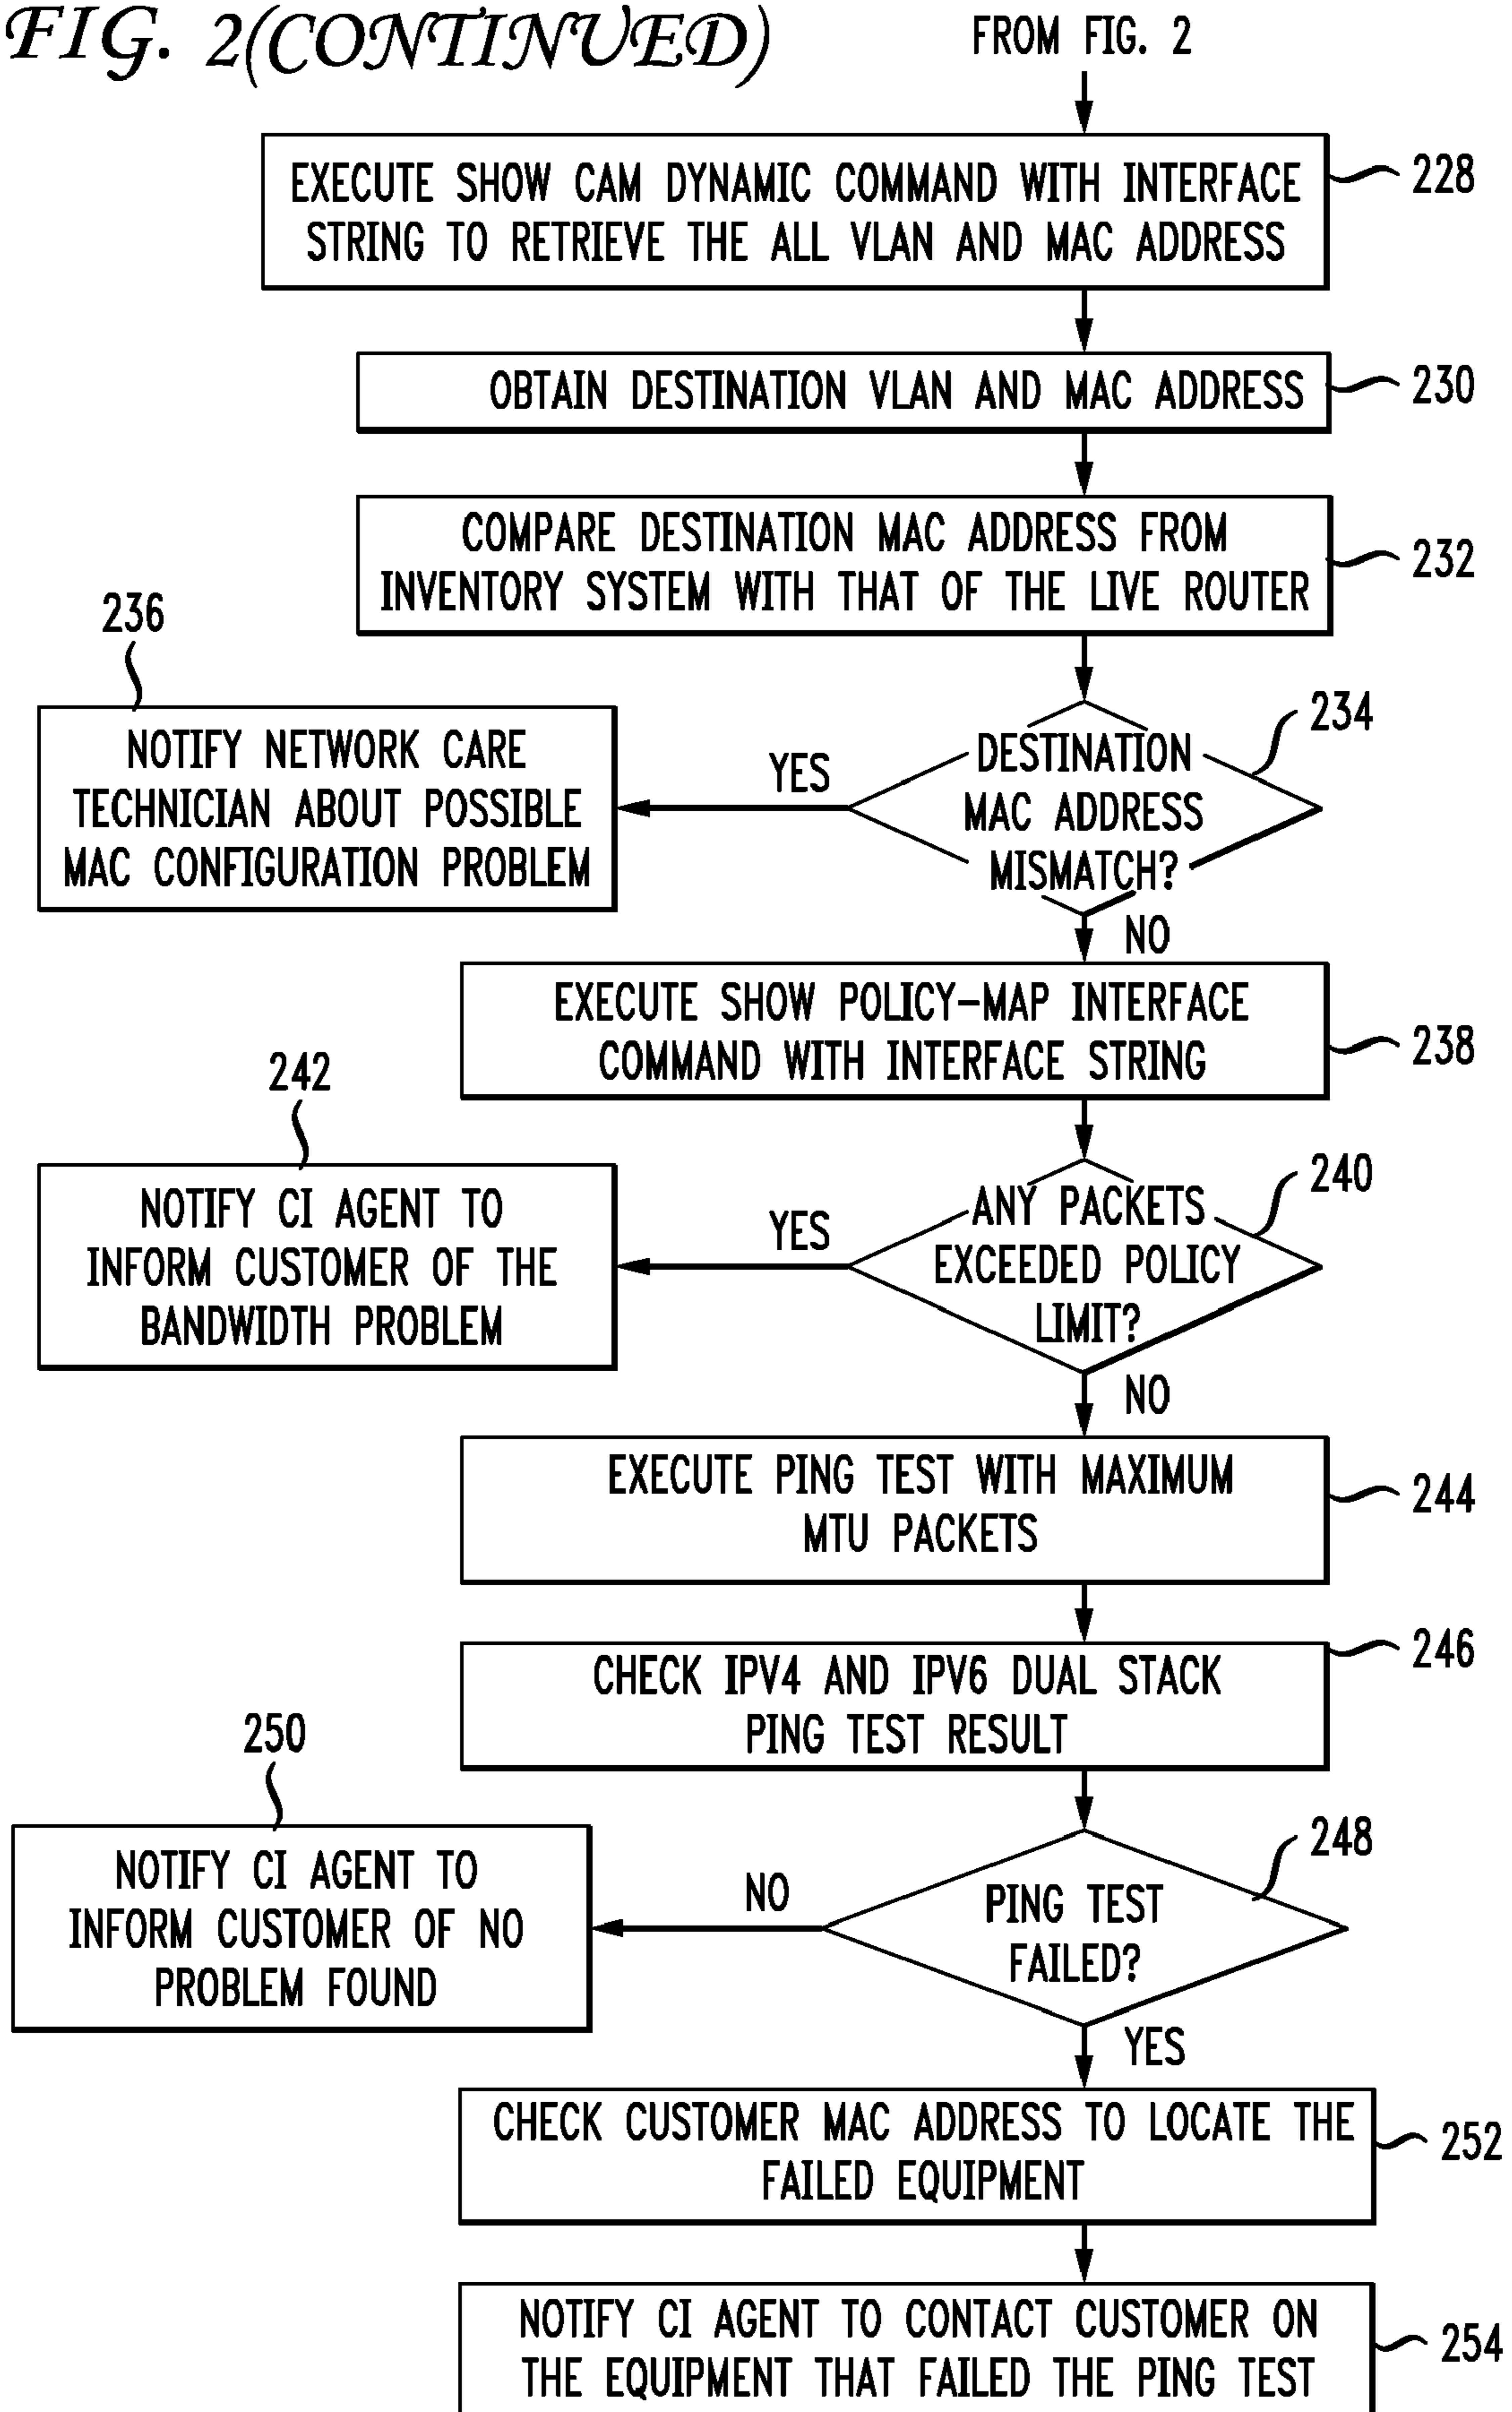 FIG. 2(CONTINUED)
FROM FIG. 2
EXECUTE SHOW CAM DYNAMIC COMMAND WITH INTERFACE
STRING TO RETRIEVE THE ALL VLAN AND MAC ADDRESS
228
OBTAIN DESTINATION VLAN AND MAC ADDRESS
230
COMPARE DESTINATION MAC ADDRESS FROM
INVENTORY SYSTEM WITH THAT OF THE LIVE ROUTER
232
234
DESTINATION
MAC ADDRESS
MISMATCH?
YES
236
NOTIFY NETWORK CARE
TECHNICIAN ABOUT POSSIBLE
MAC CONFIGURATION PROBLEM
NO
EXECUTE SHOW POLICY-MAP INTERFACE
COMMAND WITH INTERFACE STRING
238
240
ANY PACKETS
EXCEEDED POLICY
LIMIT?
YES
242
NOTIFY CI AGENT TO
INFORM CUSTOMER OF THE
BANDWIDTH PROBLEM
NO
EXECUTE PING TEST WITH MAXIMUM
MTU PACKETS
244
CHECK IPV4 AND IPV6 DUAL STACK
PING TEST RESULT
246
248
PING TEST
FAILED?
NO
250
NOTIFY CI AGENT TO
INFORM CUSTOMER OF NO
PROBLEM FOUND
YES
CHECK CUSTOMER MAC ADDRESS TO LOCATE THE
FAILED EQUIPMENT
252
NOTIFY CI AGENT TO CONTACT CUSTOMER ON
THE EQUIPMENT THAT FAILED THE PING TEST
254